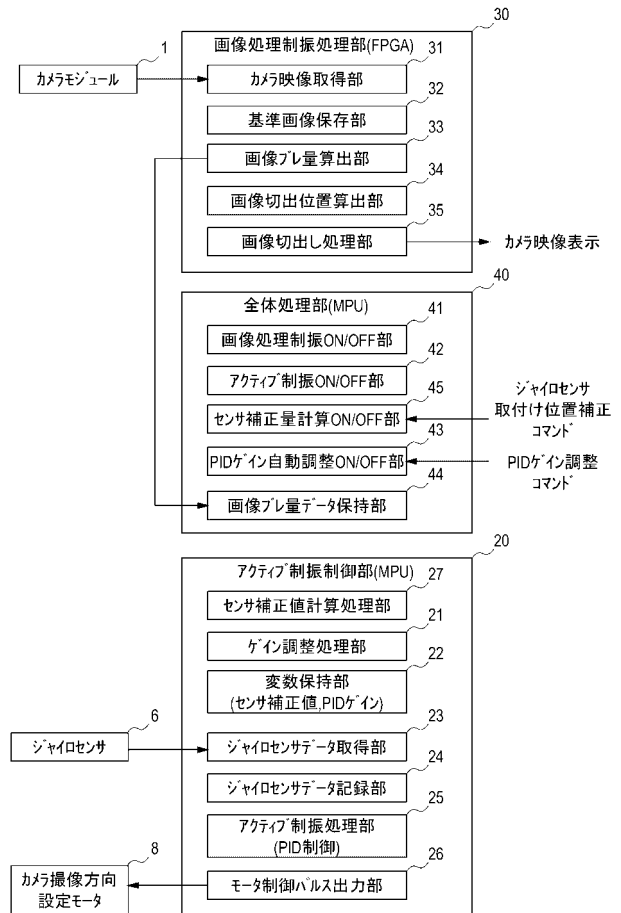 30
画像処理制振処理部(FPGA)
1
31
カメラモジュール
カメラ映像取得部
32
基準画像保存部
33
画像ブレ量算出部
34
画像切出位置算出部
35
画像切出し処理部
カメラ映像表示
40
全体処理部(MPU)
41
画像処理制振ON/OFF部
42
アクティブ制振ON/OFF部
45
センサ補正量計算ON/OFF部
ジャイロセンサ
取付け位置補正
コマンド
43
PIDゲイン自動調整ON/OFF部
PIDゲイン調整
コマンド
44
画像ブレ量データ保持部
20
アクティブ制振制御部(MPU)
27
センサ補正値計算処理部
21
ゲイン調整処理部
22
変数保持部
(センサ補正値,PIDゲイン)
6
23
ジャイロセンサ
ジャイロセンサデータ取得部
24
ジャイロセンサデータ記録部
25
アクティブ制振処理部
(PID制御)
8
26
カメラ撮像方向
設定モータ
モータ制御パルス出力部